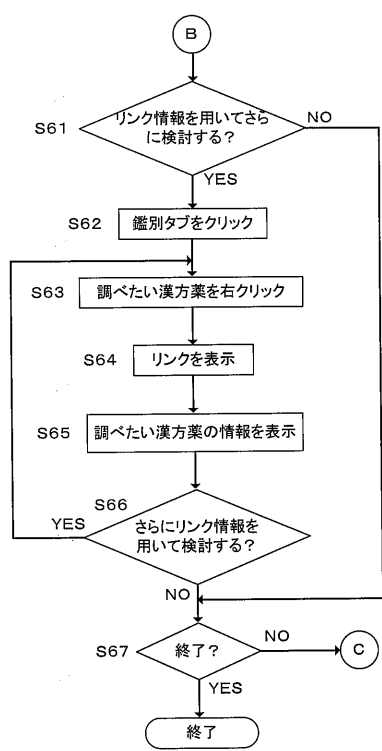 B
リンク情報を用いてさら
に検討する？
NO
S61
YES
S62
鑑別タブをクリック
S63
調べたい漢方薬を右クリック
S64
リンクを表示
S65
調べたい漢方薬の情報を表示
S66
YES
さらにリンク情報を
用いて検討する？
NO
S67
終了？
NO
C
YES
終了